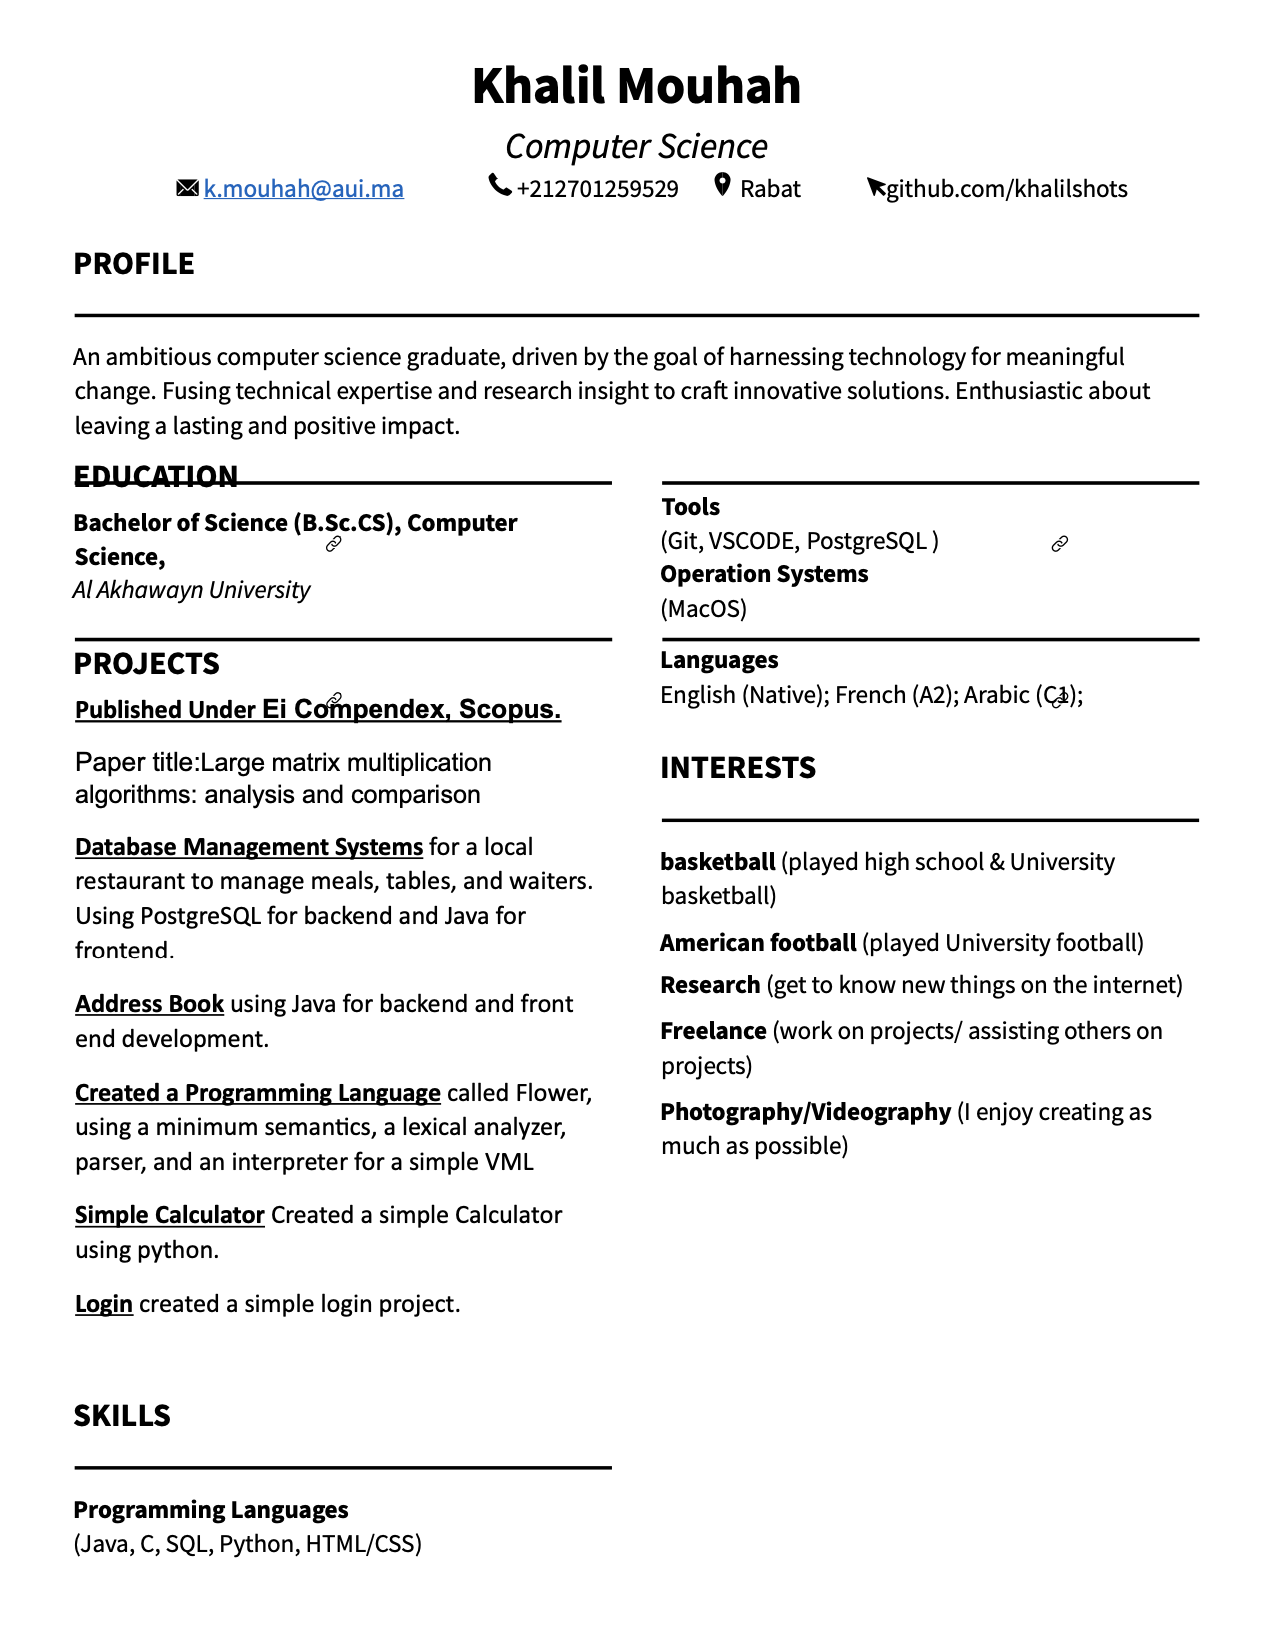 Khalil Mouhah
Computer Science
k.mouhah@aui.ma +212701259529 Rabat github.com/khalilshots
PROFILE
An ambitious computer science graduate, driven by the goal of harnessing technology for meaningful
change. Fusing technical expertise and research insight to craft innovative solutions. Enthusiastic about
leaving a lasting and positive impact.
EDUCATION
Bachelor of Science (B.Sc.CS), Computer
Science,
Al Akhawayn University
PROJECTS
Published Under Ei Compendex, Scopus.
Paper title:Large matrix multiplication
algorithms: analysis and comparison
Database Management Systems for a local
restaurant to manage meals, tables, and waiters.
Using PostgreSQL for backend and Java for
frontend.
Address Book using Java for backend and front
end development.
Created a Programming Language called Flower,
using a minimum semantics, a lexical analyzer,
parser, and an interpreter for a simple VML
Simple Calculator Created a simple Calculator
using python.
Login created a simple login project.
SKILLS
Programming Languages
(Java, C, SQL, Python, HTML/CSS)
Tools
(Git, VSCODE, PostgreSQL )
Operation Systems
(MacOS)
Languages
English (Native); French (A2); Arabic (C1);
INTERESTS
basketball (played high school & University
basketball)
American football (played University football)
Research (get to know new things on the internet)
Freelance (work on projects/ assisting others on
projects)
Photography/Videography (I enjoy creating as
much as possible)